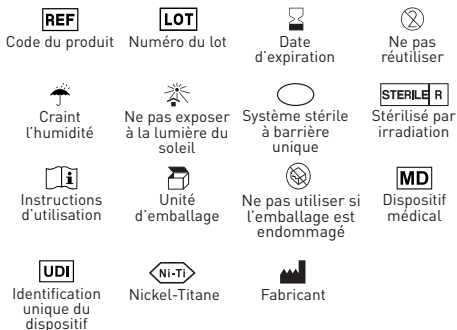 REF
LOT
Code du produit
Numéro du lot
Date
d'expiration
2
Ne pas
réutiliser
Craint
l'humidité
Ne pas exposer
à la lumière du
soleil
Système stérile
à barrière
unique
STERILE R
Stérilisé par
irradiation
i
Instructions
d'utilisation
Unité
d'emballage
Ne pas utiliser si
l'emballage est
endommagé
MD
Dispositif
médical
UDI
Identification
unique du
dispositif
Ni-Ti
Nickel-Titane
Fabricant